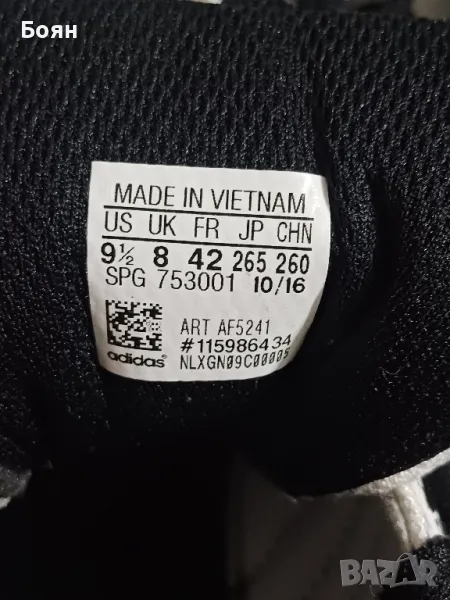 Боян
MADE IN VIETNAM
US UK FR JP CHN
9½ 8 42 265 260
SPG 753001 10/16
ART AF5241
#115986434
adidas NLXGN09C00005
BAZAR